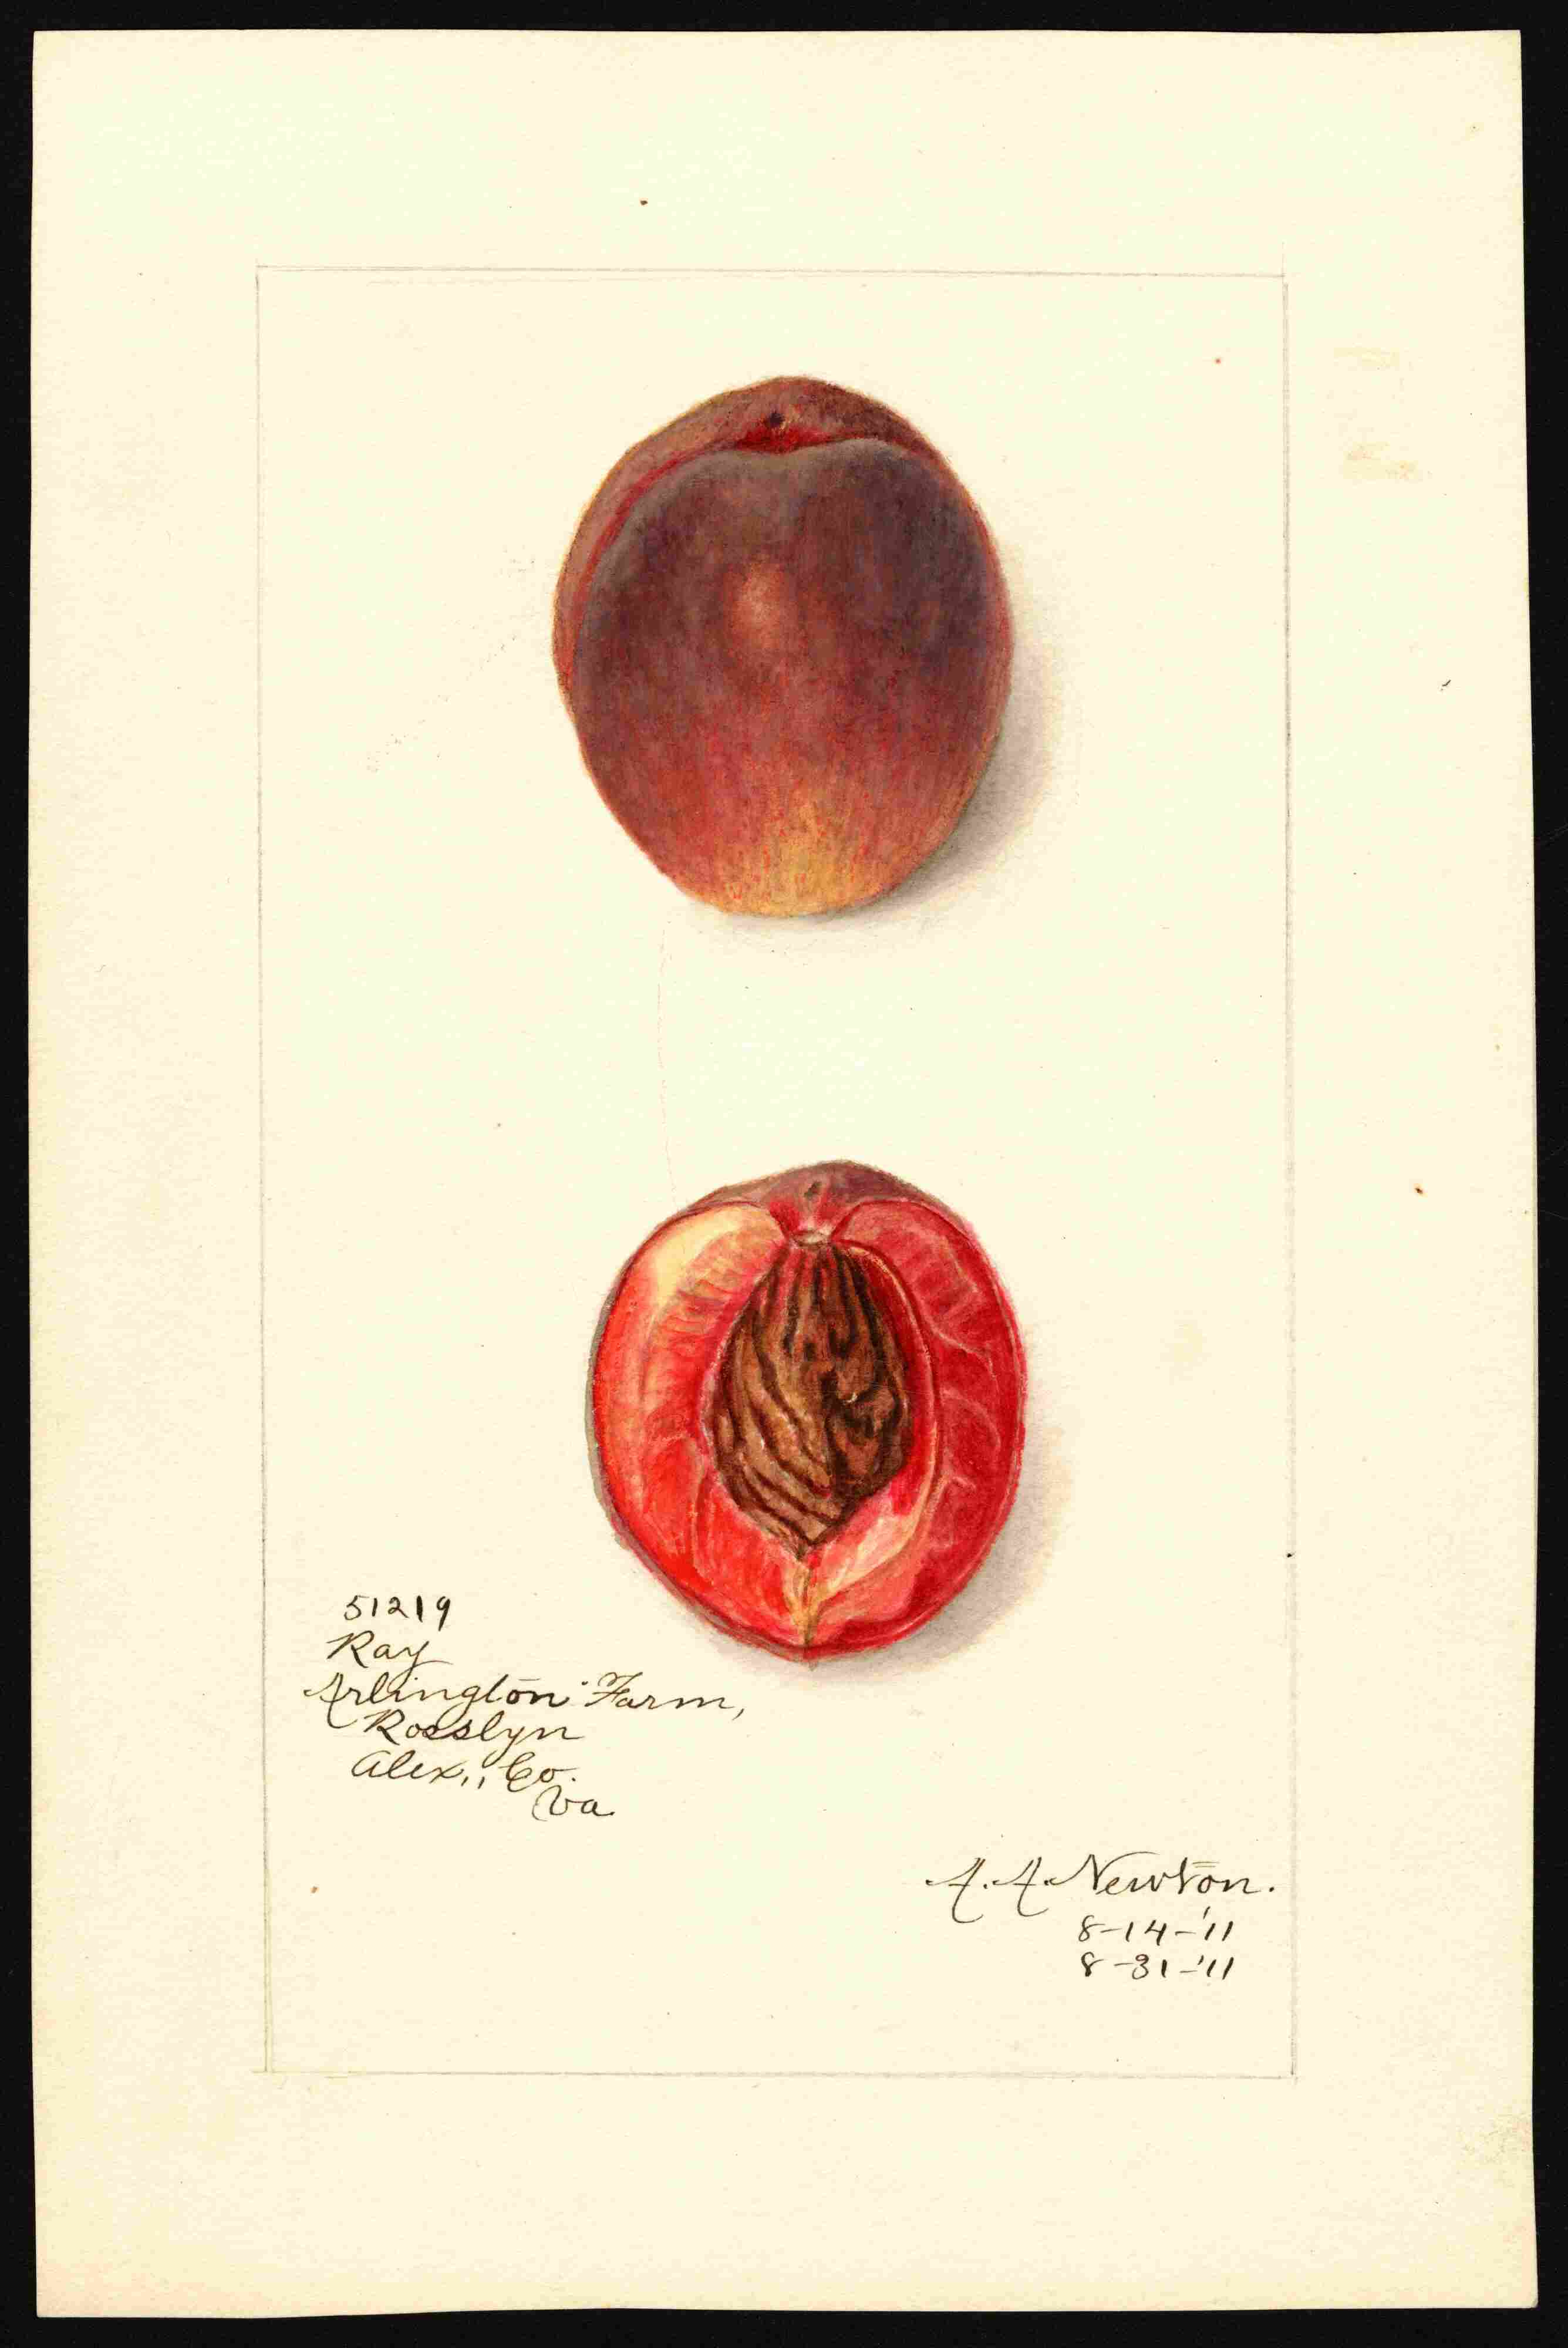 51219
Ray
Arlington Farm,
Rosslyn
Alex., Co.
Va.
A. A. Newton.
8-14-'11
8-31-'11